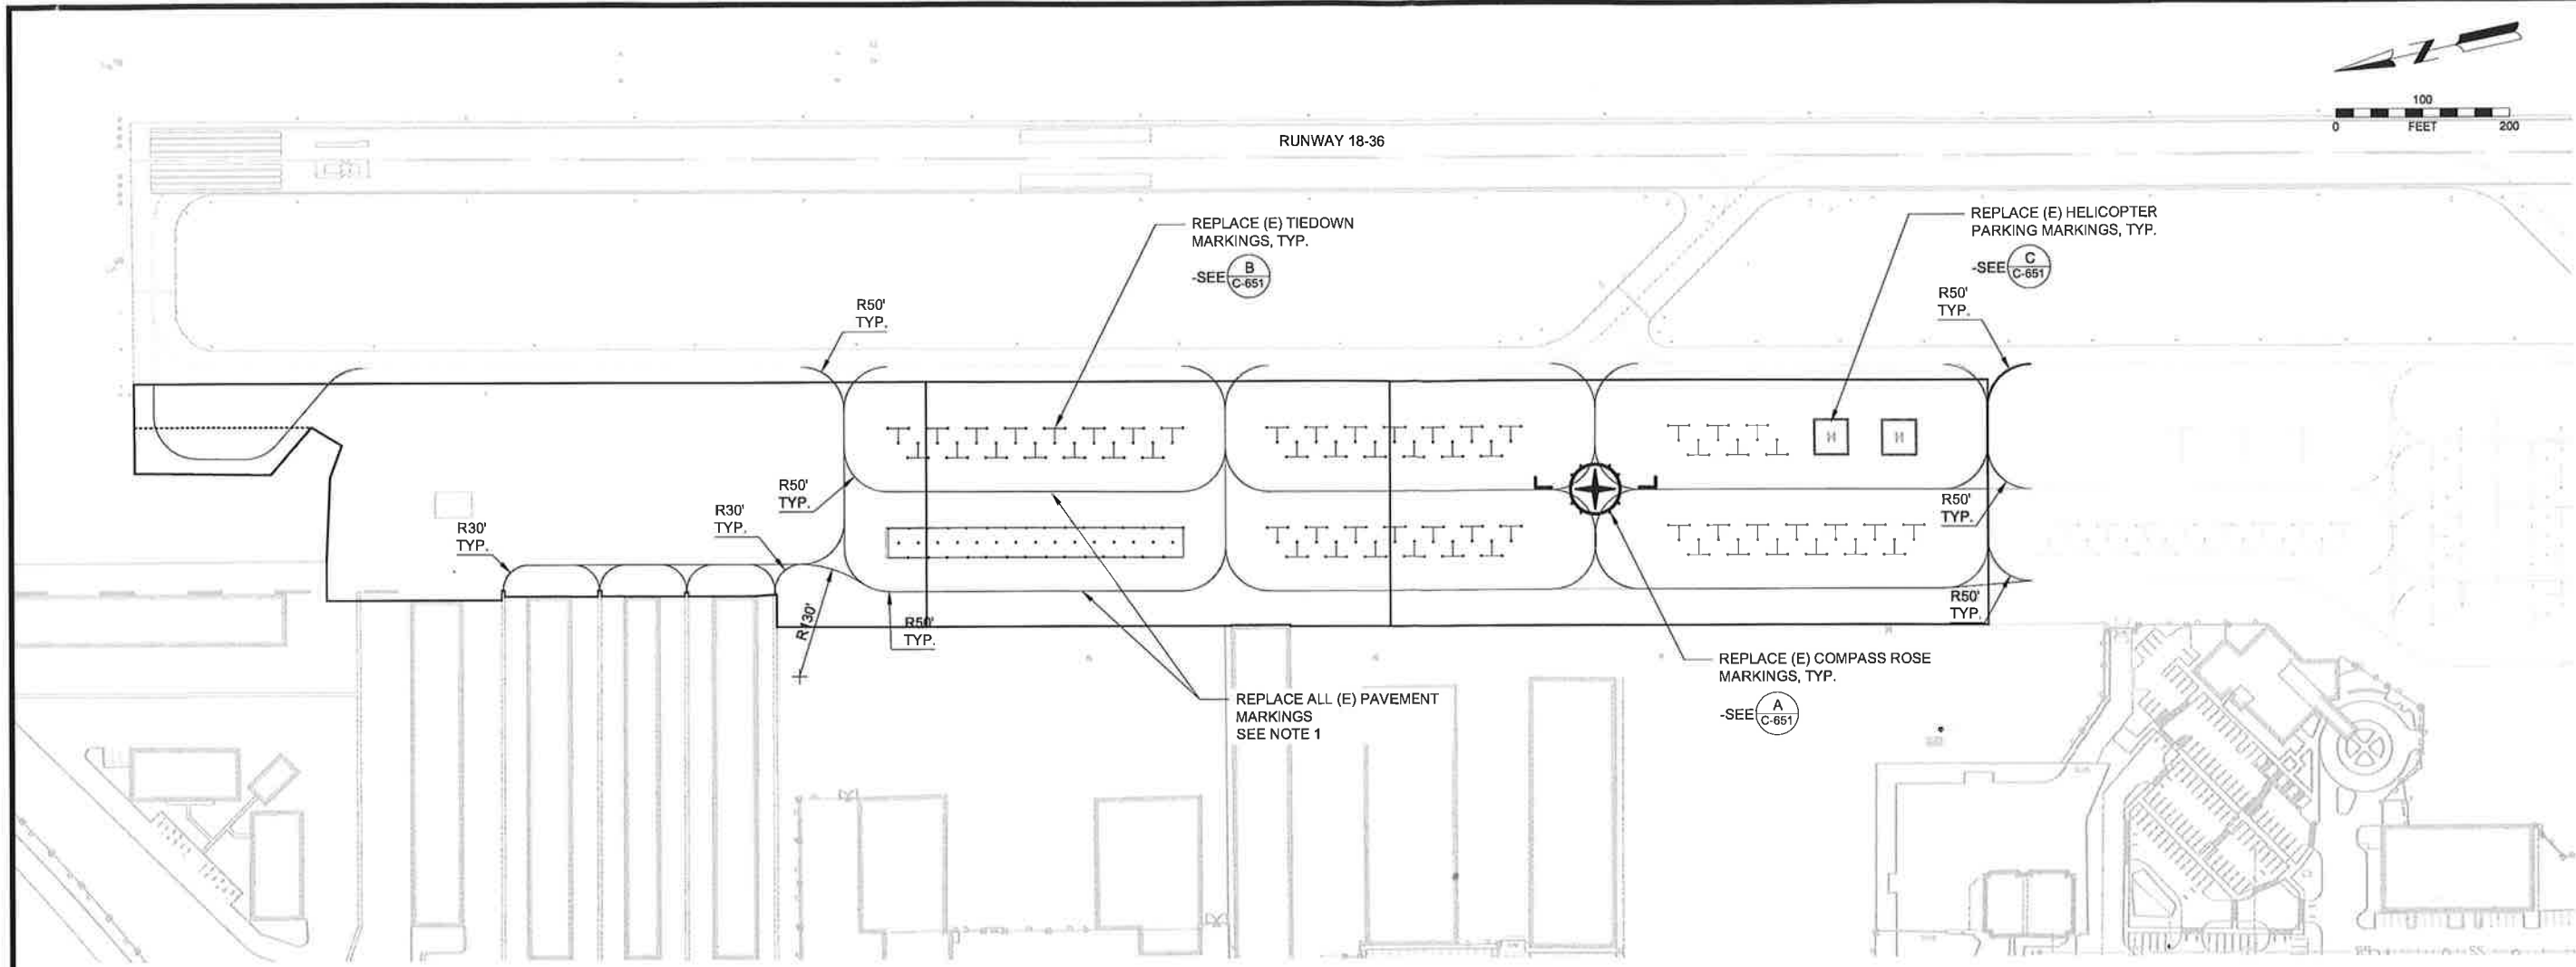 Z
100
0 FEET 200
RUNWAY 18-36
REPLACE (E) TIEDOWN
MARKINGS, TYP.
-SEE B
C-651
REPLACE (E) HELICOPTER
PARKING MARKINGS, TYP.
-SEE C
C-651
R50'
TYP.
R50'
TYP.
H
H
R50'
TYP.
R50'
TYP.
R30'
TYP.
R30'
TYP.
R130'
R50'
TYP.
R50'
TYP.
REPLACE (E) COMPASS ROSE
MARKINGS, TYP.
-SEE A
C-651
REPLACE ALL (E) PAVEMENT
MARKINGS
SEE NOTE 1